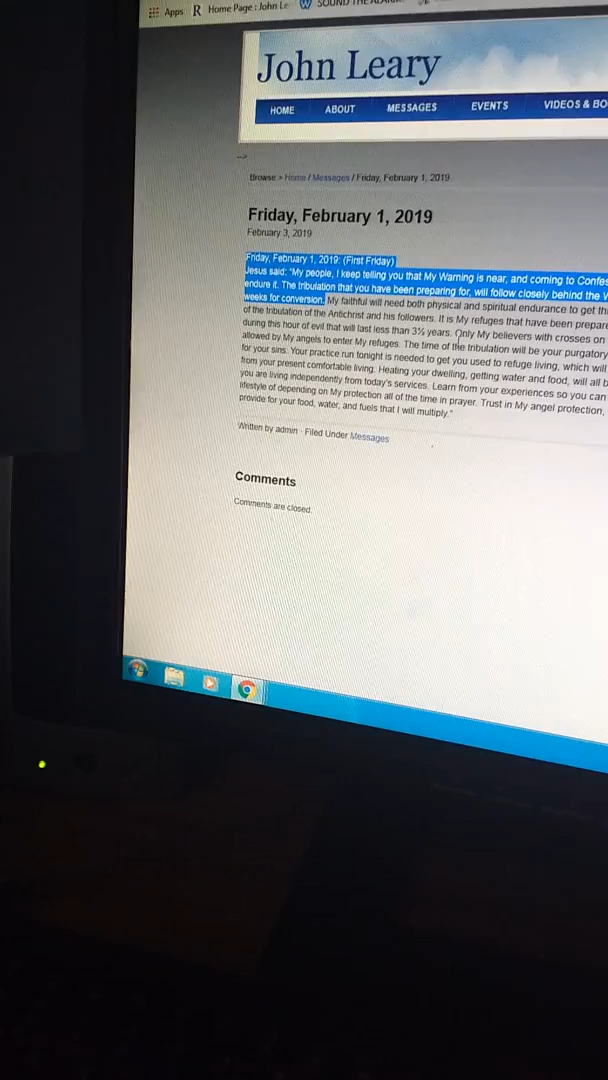 Apps R Home Page : John Le W SOUND THE ALARM
John Leary
HOME ABOUT MESSAGES EVENTS VIDEOS & BO
-->
Browse > Home / Messages / Friday, February 1, 2019
Friday, February 1, 2019
February 3, 2019
Friday, February 1, 2019: (First Friday)
Jesus said: "My people, I keep telling you that My Warning is near, and coming to Confes
endure it. The tribulation that you have been preparing for, will follow closely behind the W
weeks for conversion. My faithful will need both physical and spiritual endurance to get th
of the tribulation of the Antichrist and his followers. It is My refuges that have been prepare
during this hour of evil that will last less than 3½ years. Only My believers with crosses on
allowed by My angels to enter My refuges. The time of the tribulation will be your purgatory
for your sins. Your practice run tonight is needed to get you used to refuge living, which will
from your present comfortable living. Heating your dwelling, getting water and food, will all b
you are living independently from today's services. Learn from your experiences so you can
lifestyle of depending on My protection all of the time in prayer. Trust in My angel protection,
provide for your food, water, and fuels that I will multiply."
Written by admin · Filed Under Messages
Comments
Comments are closed.